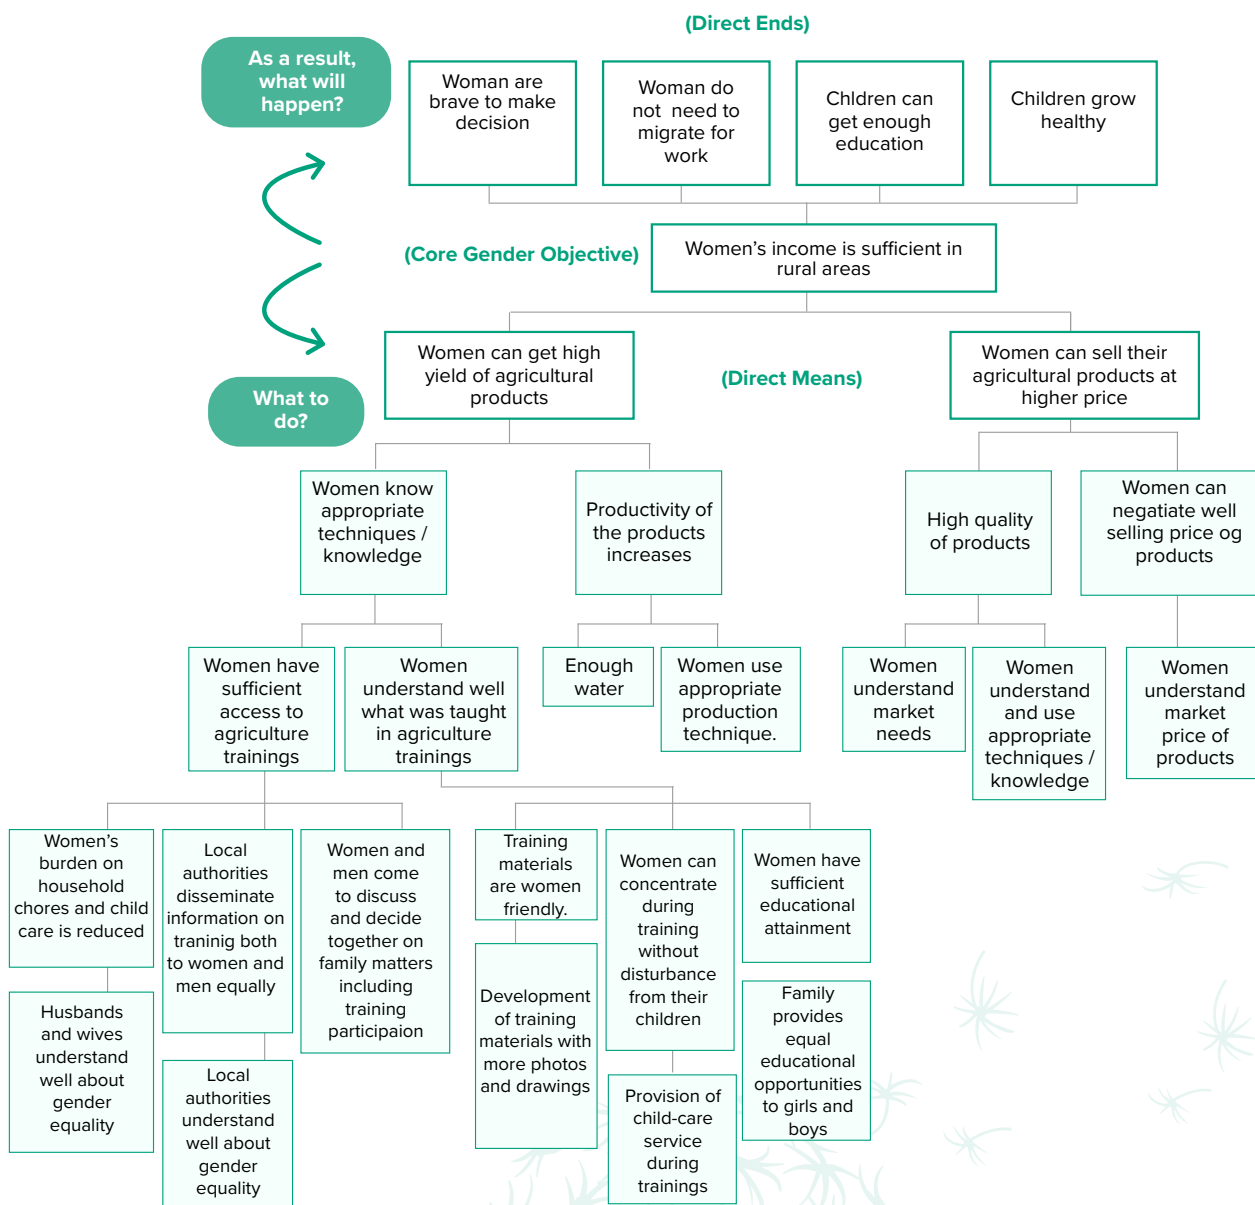 (Direct Ends)
As a result,
what will
happen?
Woman are
brave to make
decision
Woman do
not need to
migrate for
work
Chldren can
get enough
education
Children grow
healthy
(Core Gender Objective)
Women’s income is sufficient in
rural areas
What to
do?
Women can get high
yield of agricultural
products
(Direct Means)
Women can sell their
agricultural products at
higher price
Women know
appropriate
techniques /
knowledge
Productivity of
the products
increases
High quality
of products
Women can
negatiate well
selling price og
products
Women have
sufficient
access to
agriculture
trainings
Women
understand well
what was taught
in agriculture
trainings
Enough
water
Women use
appropriate
production
technique.
Women
understand
market
needs
Women
understand
and use
appropriate
techniques /
knowledge
Women
understand
market
price of
products
Women’s
burden on
household
chores and child
care is reduced
Local
authorities
disseminate
information on
traninig both
to women and
men equally
Women and
men come
to discuss
and decide
together on
family matters
including
training
participaion
Training
materials
are women
friendly.
Women can
concentrate
during
training
without
disturbance
from their
children
Women have
sufficient
educational
attainment
Husbands
and wives
understand
well about
gender
equality
Local
authorities
understand
well about
gender
equality
Development
of training
materials with
more photos
and drawings
Provision of
child-care
service
during
trainings
Family
provides
equal
educational
opportunities
to girls and
boys